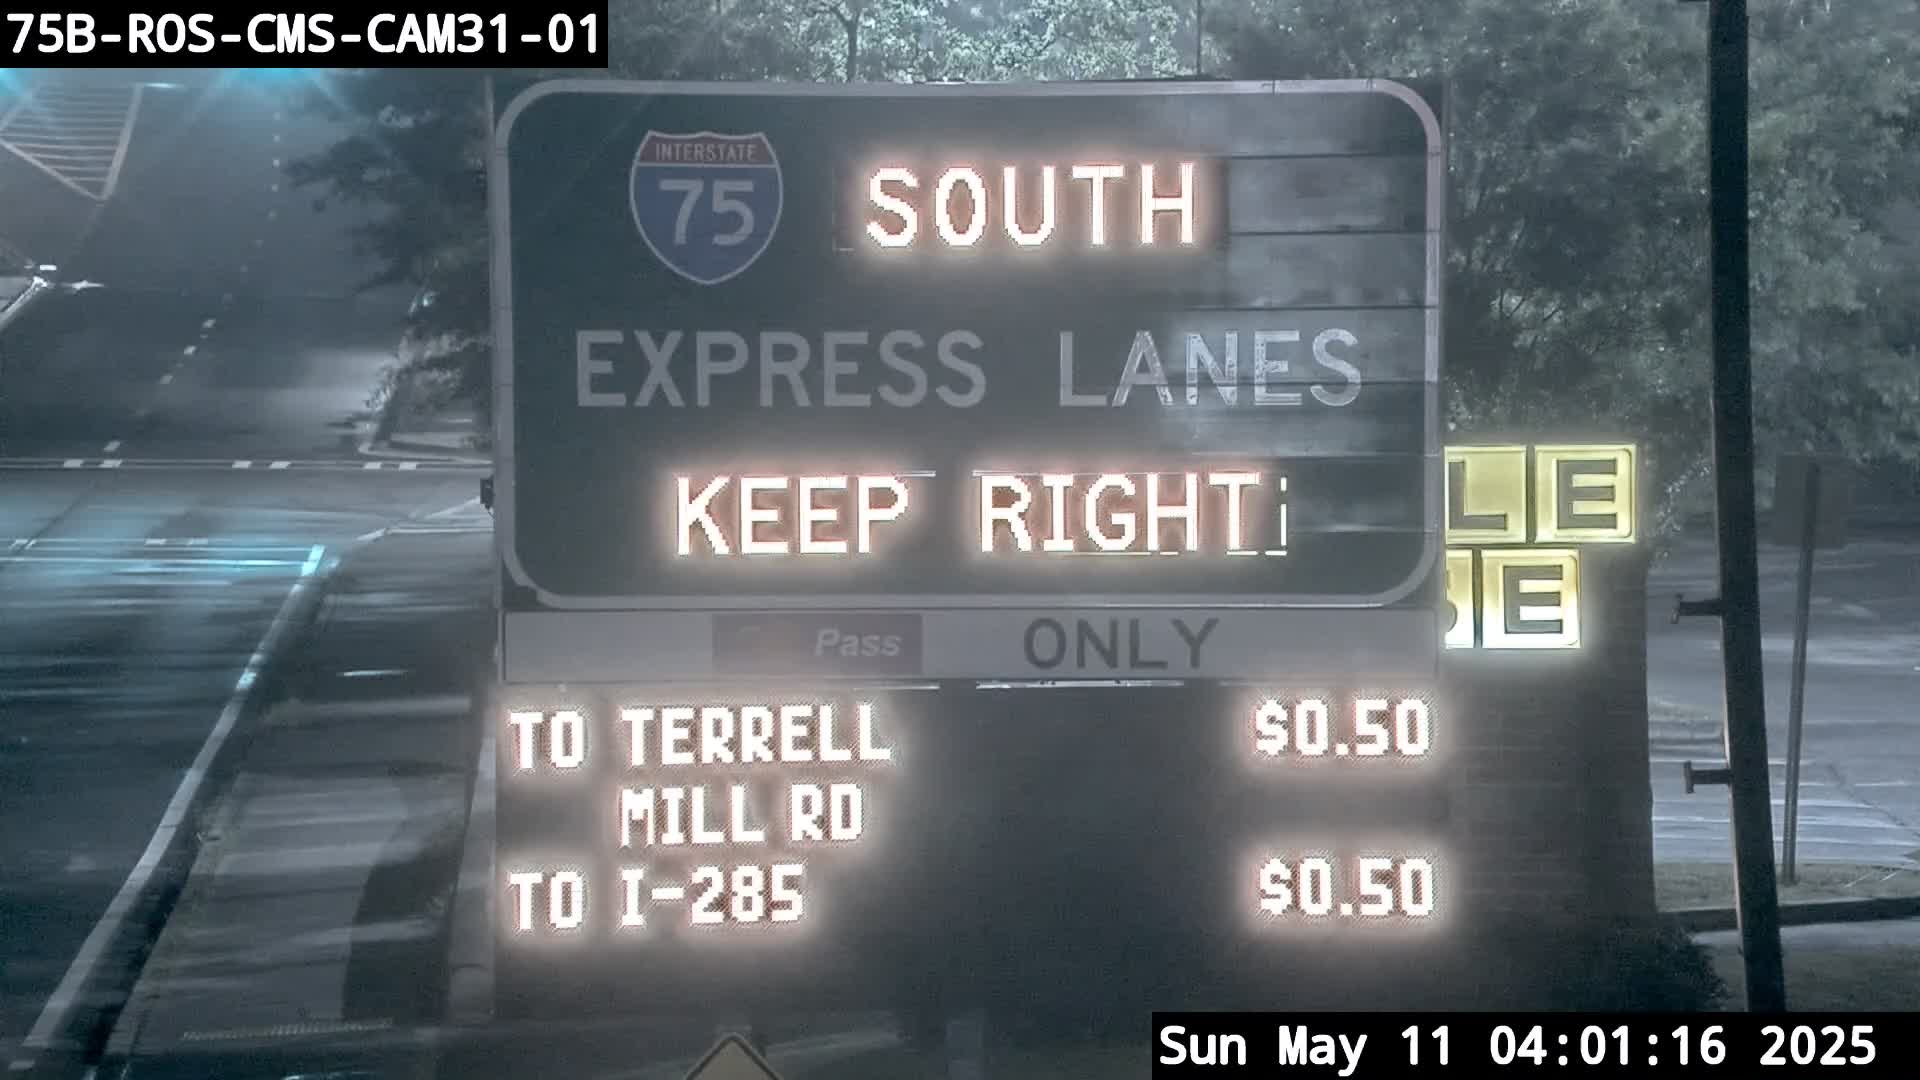 75B-ROS-CMS-CAM31-01
INTERSTATE
75
SOUTH
EXPRESS LANES
KEEP RIGHT
Pass ONLY
TO TERRELL $0.50
MILL RD
TO I-285 $0.50
LE
E
Sun May 11 04:01:16 2025